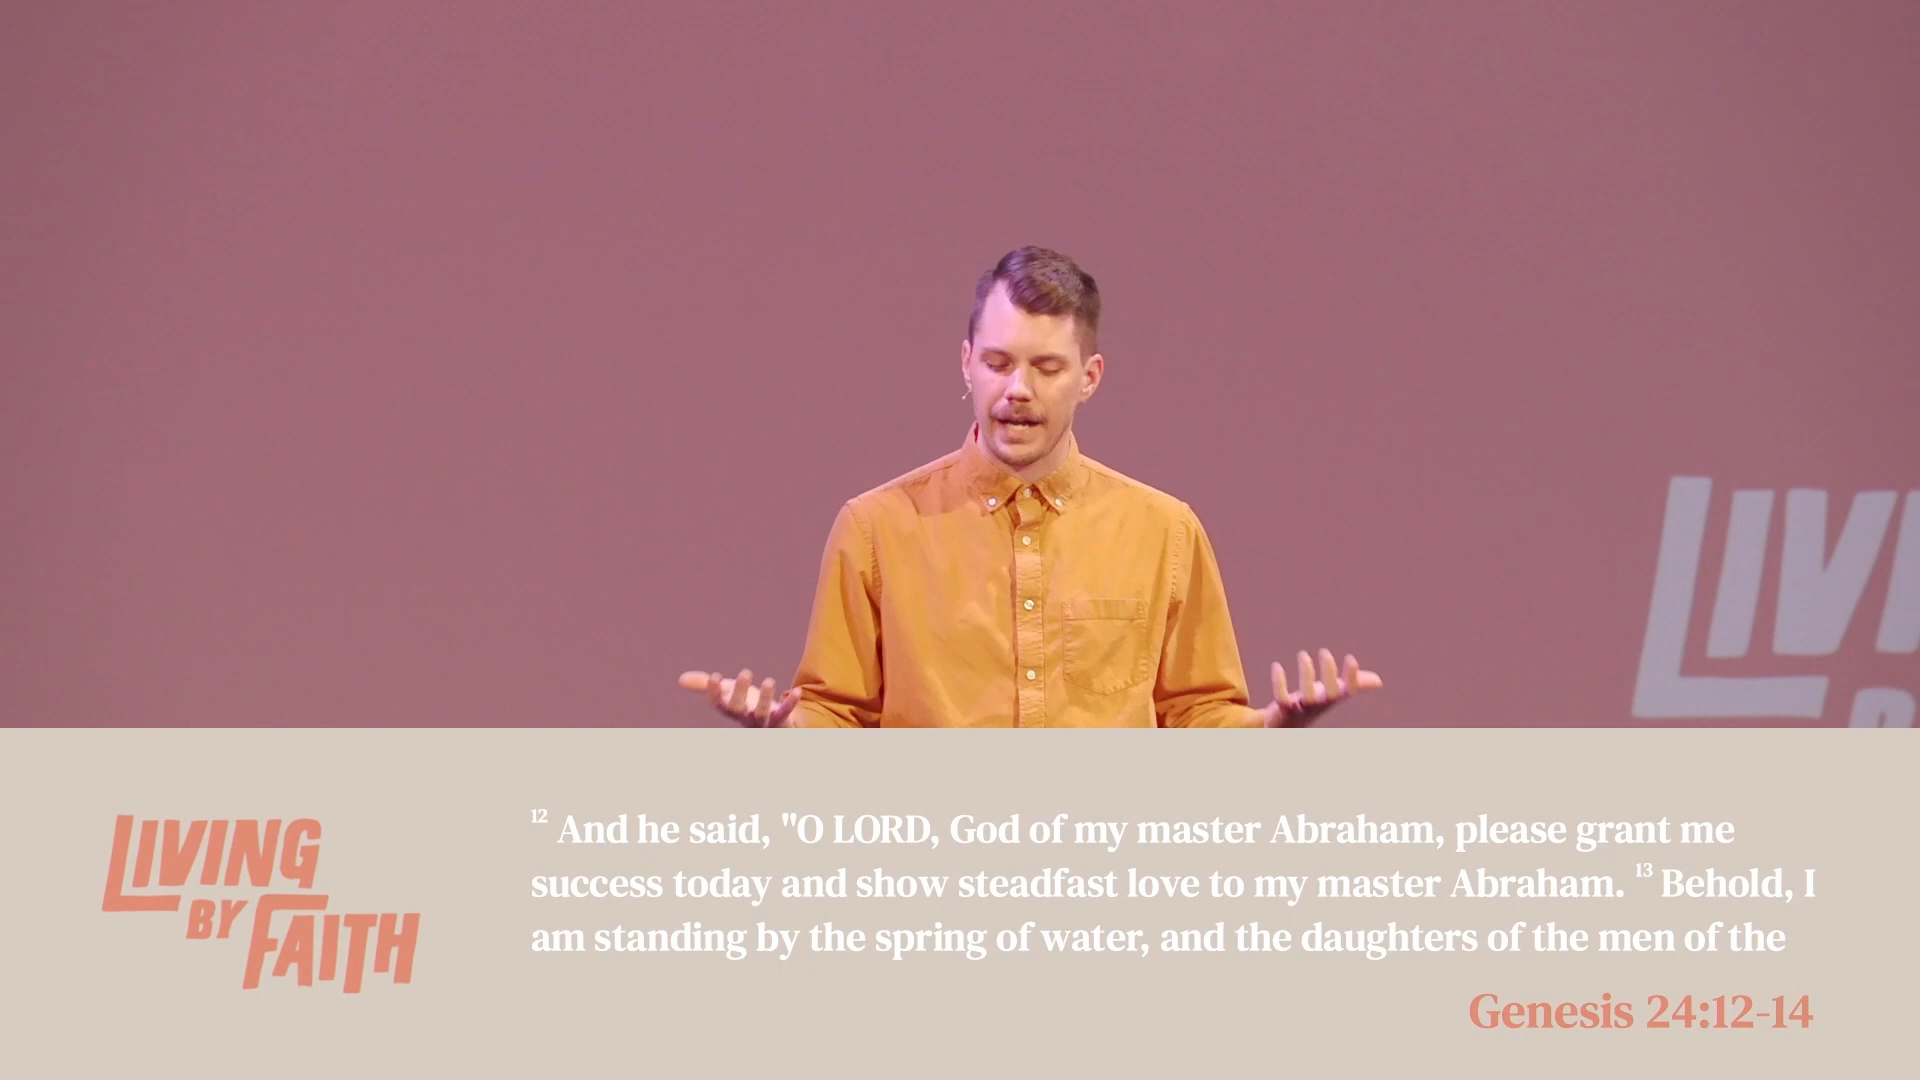 LIVI
B
LIVING
BY FAITH
¹² And he said, "O LORD, God of my master Abraham, please grant me
success today and show steadfast love to my master Abraham. ¹³ Behold, I
am standing by the spring of water, and the daughters of the men of the
Genesis 24:12-14